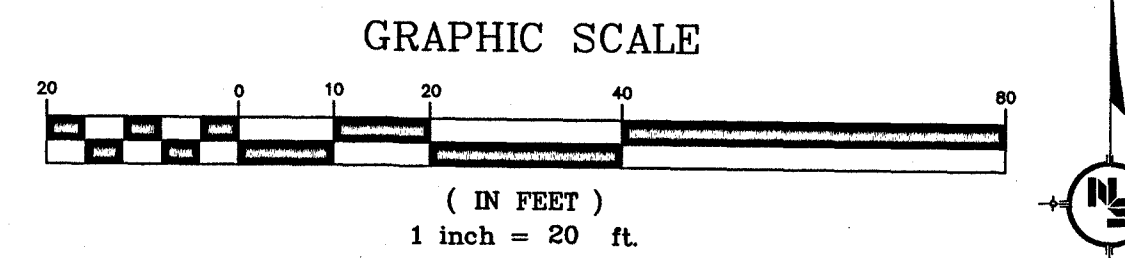 GRAPHIC SCALE
20 0 10 20 40 80
( IN FEET )
1 inch = 20 ft.